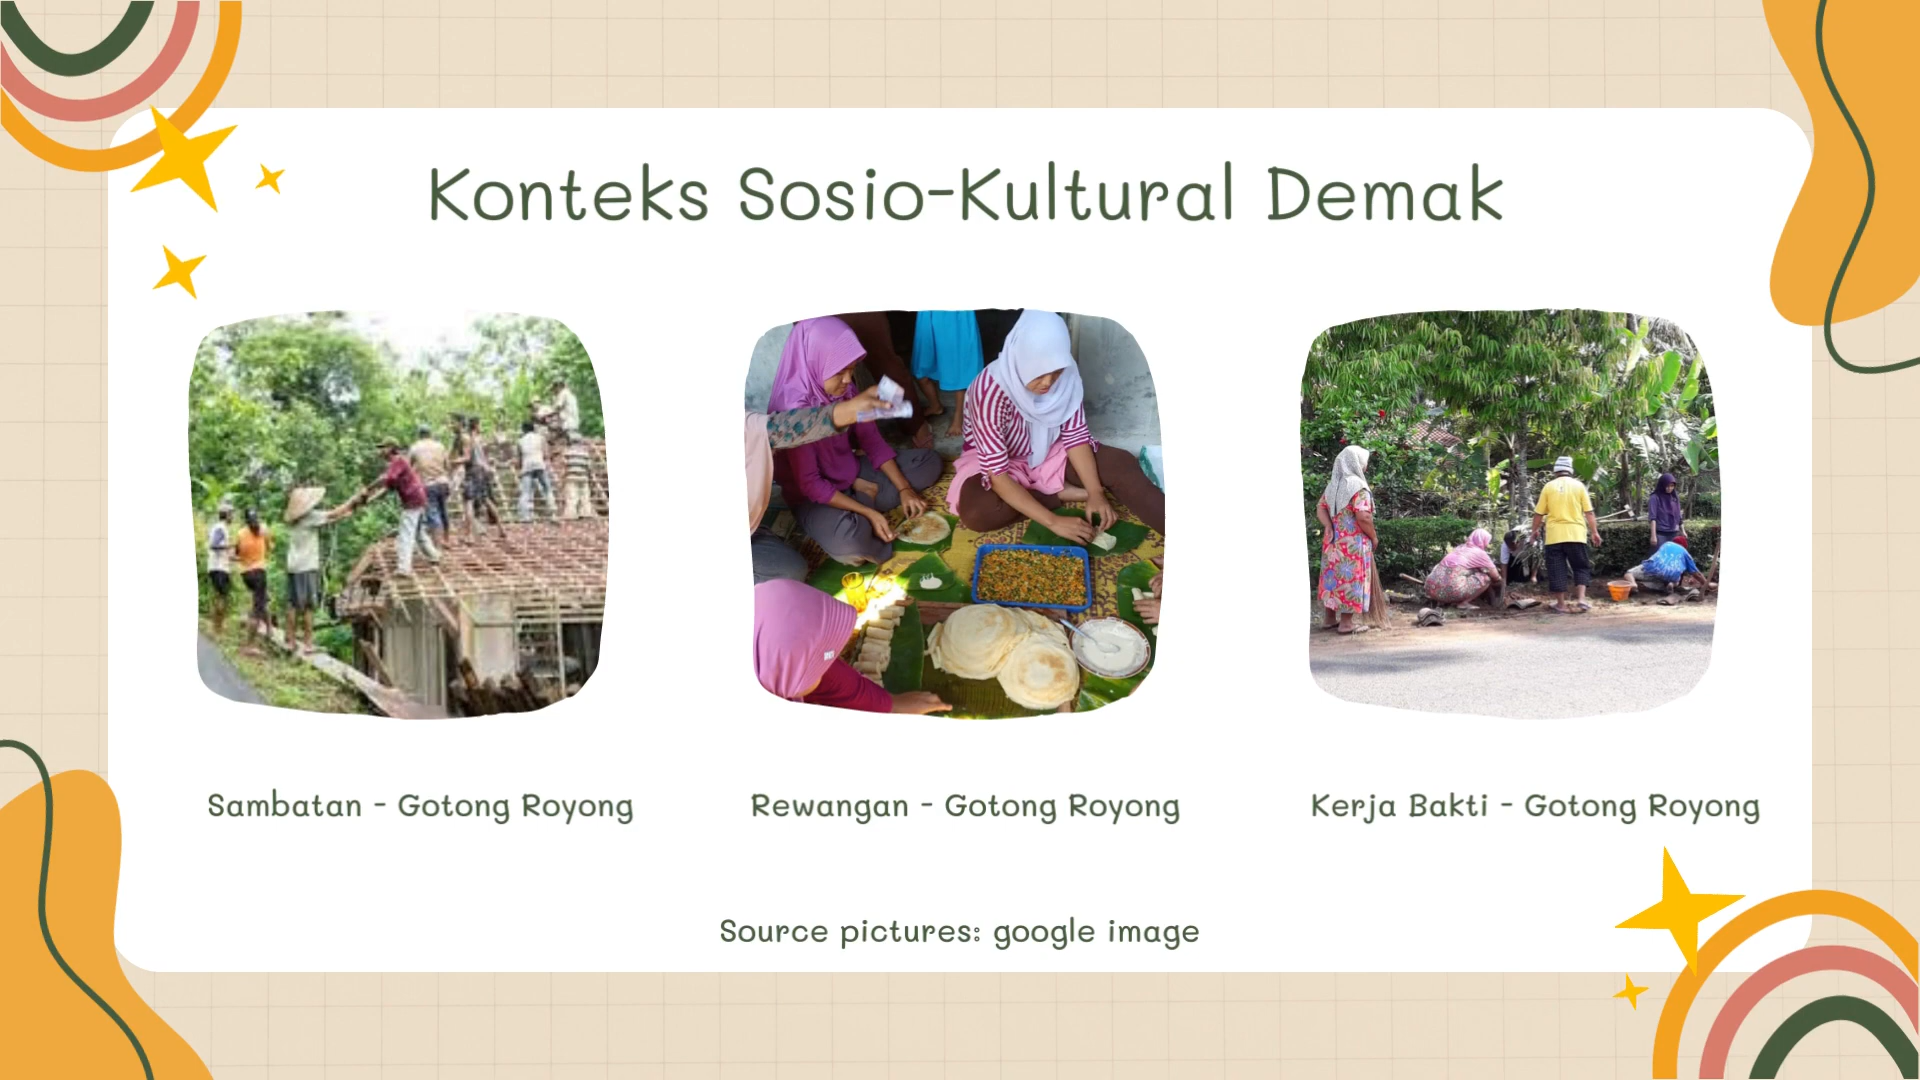 Konteks Sosio-Kultural Demak
Sambatan - Gotong Royong
Rewangan - Gotong Royong
Kerja Bakti - Gotong Royong
Source pictures: google image